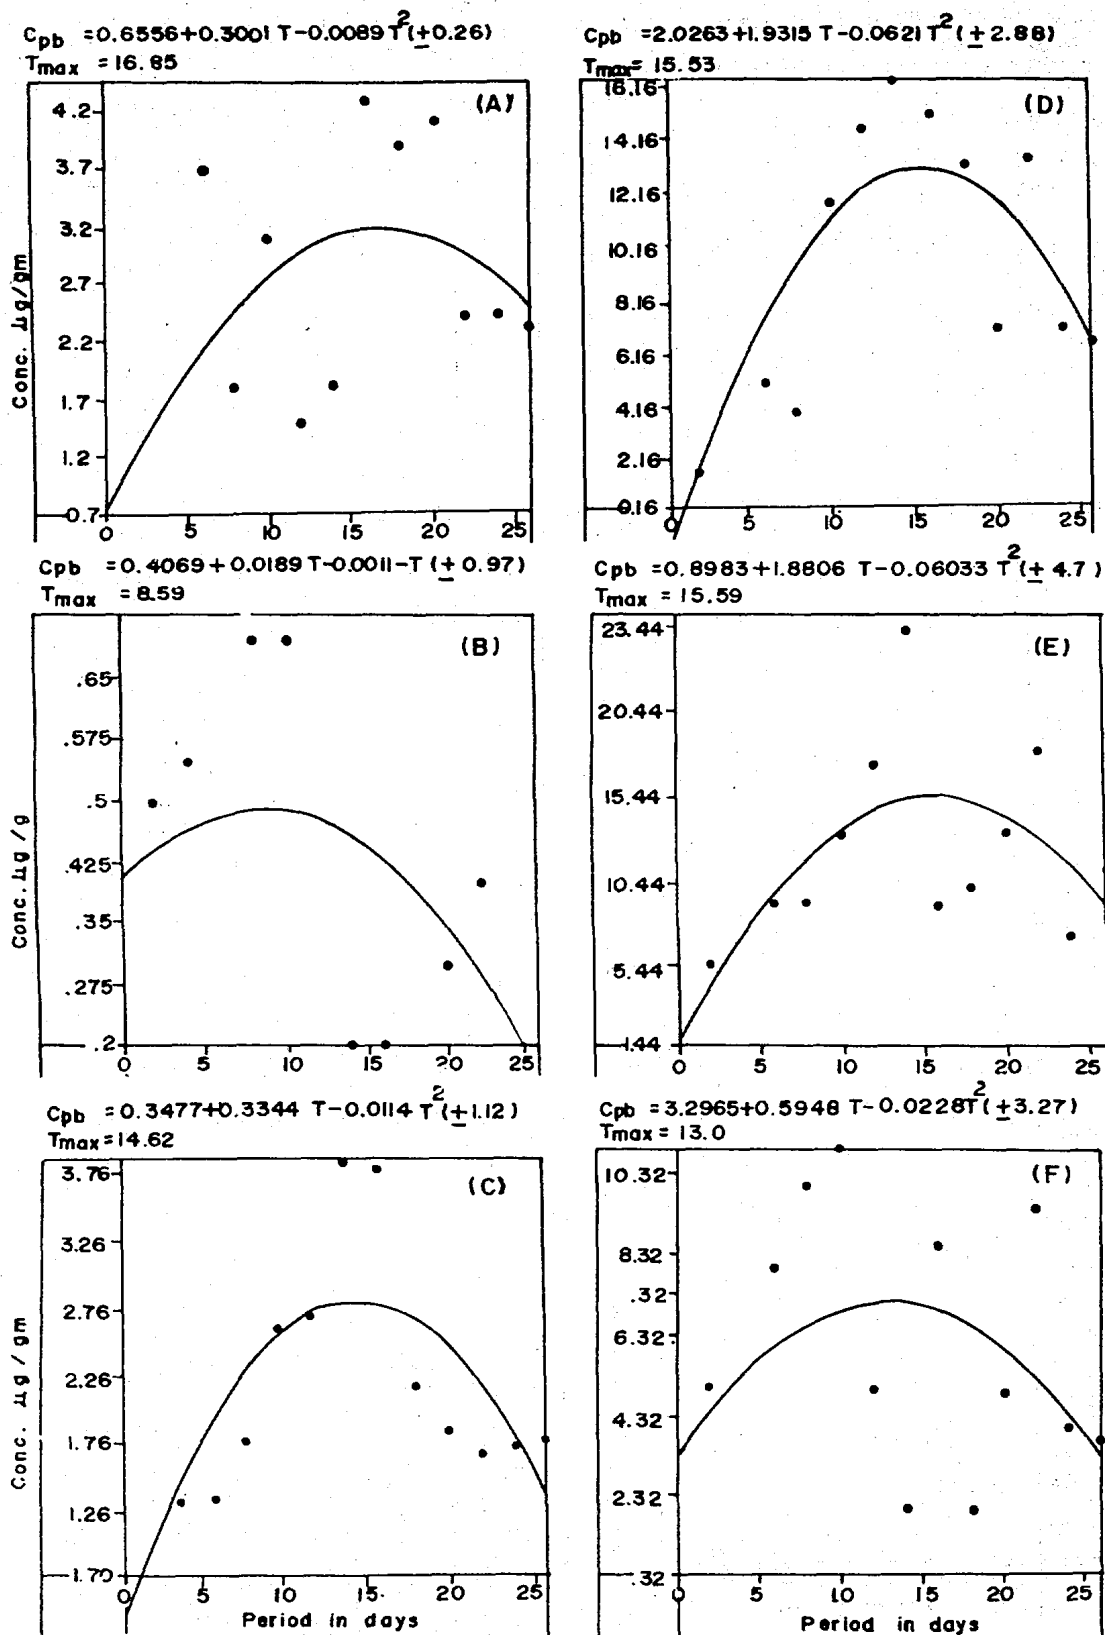 Cpb = 0.6556+0.3001 T-0.0089 T²(±0.26)
Tmax = 16.85
(A)
4.2
3.7
3.2
2.7
2.2
1.7
1.2
0.7
0 5 10 15 20 25
Conc. µg/gm
Cpb = 2.0263+1.9315 T-0.0621 T²(± 2.88)
Tmax = 15.53
(D)
16.16
14.16
12.16
10.16
8.16
6.16
4.16
2.16
0.16
0 5 10 15 20 25
Cpb = 0.4069+0.0189 T-0.0011-T (± 0.97)
Tmax = 8.59
(B)
.65
.575
.5
.425
.35
.275
.2
0 5 10 15 20 25
Conc. µg /g
Cpb = 0.8983+1.8806 T-0.06033 T²(± 4.7)
Tmax = 15.59
(E)
23.44
20.44
15.44
10.44
5.44
1.44
0 5 10 15 20 25
Cpb = 0.3477+0.3344 T-0.0114 T²(±1.12)
Tmax = 14.62
(C)
3.76
3.26
2.76
2.26
1.76
1.26
1.70
0 5 10 15 20 25
Period in days
Conc. µg / gm
Cpb = 3.2965+0.5948 T-0.0228T²(±3.27)
Tmax = 13.0
(F)
10.32
8.32
.32
6.32
4.32
2.32
.32
0 5 10 15 20 25
Period in days